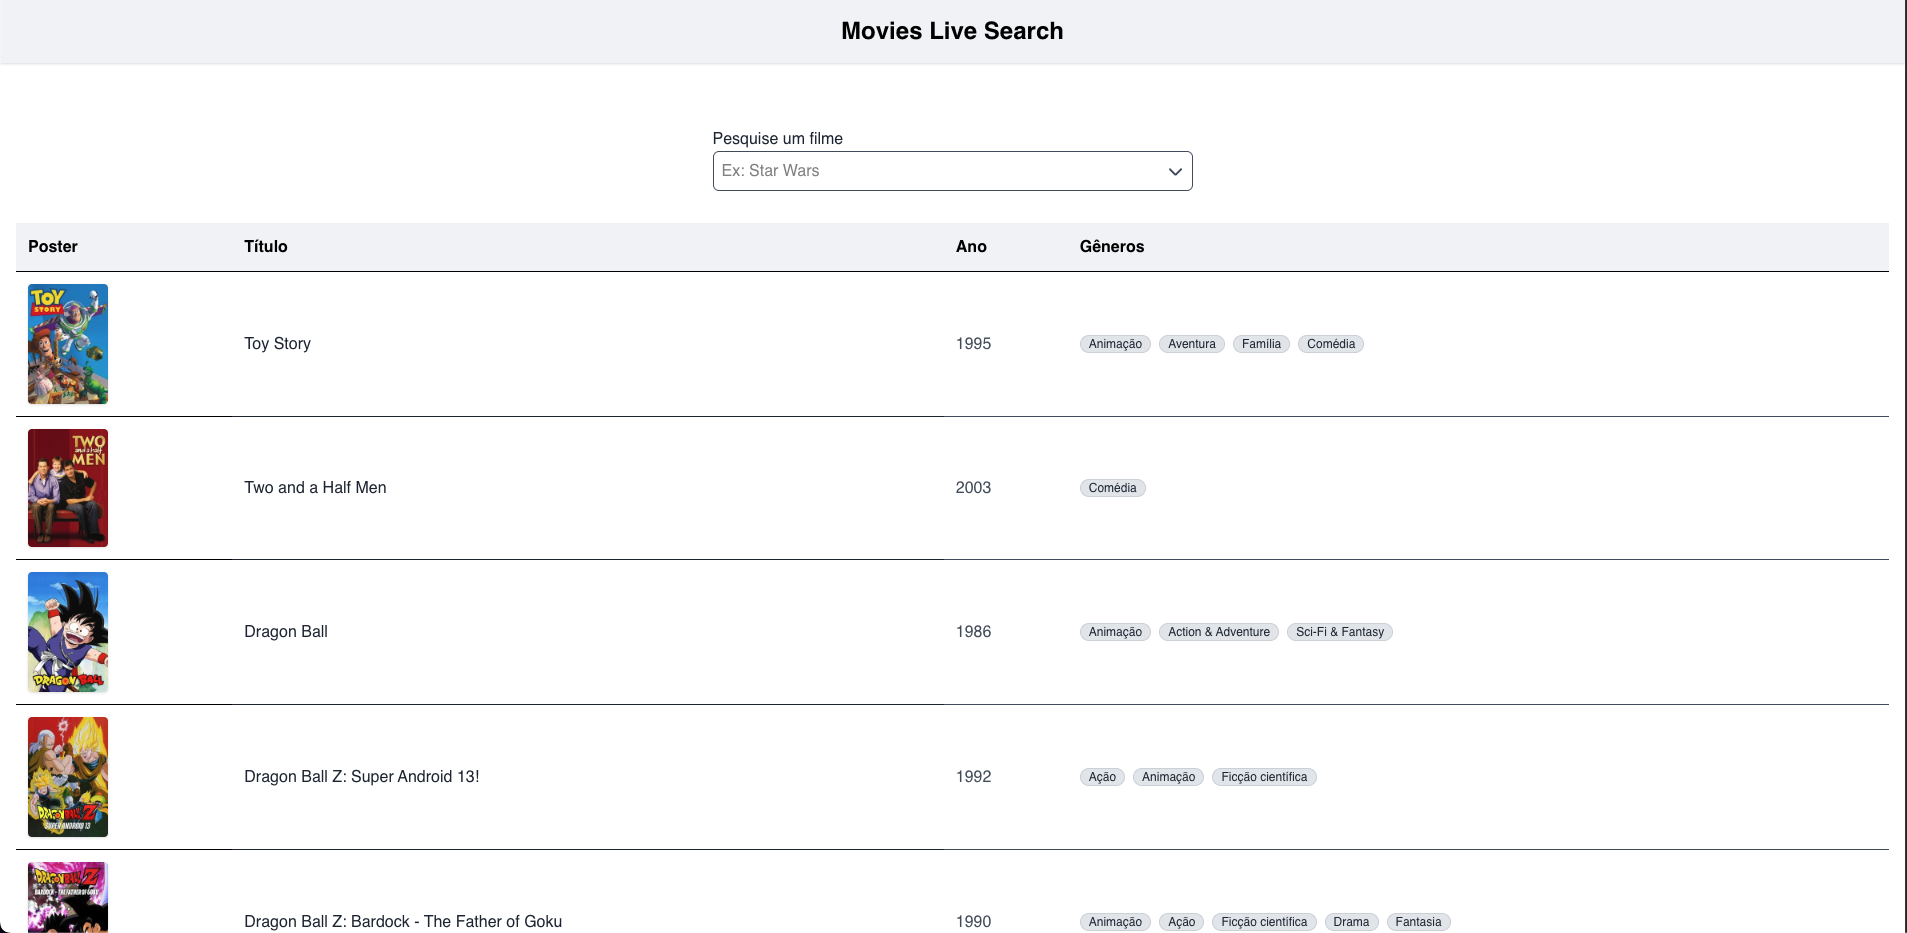 Movies Live Search
Pesquise um filme
Ex: Star Wars
Poster Título Ano Gêneros
TOY
STORY
Toy Story 1995 Animação Aventura Família Comédia
TWO
and a half
MEN
Two and a Half Men 2003 Comédia
DRAGON BALL
Dragon Ball 1986 Animação Action & Adventure Sci-Fi & Fantasy
DRAGON BALL Z
SUPER ANDROID 13
Dragon Ball Z: Super Android 13! 1992 Ação Animação Ficção científica
DRAGON BALL Z
BARDOCK - THE FATHER OF GOKU
Dragon Ball Z: Bardock - The Father of Goku 1990 Animação Ação Ficção científica Drama Fantasia